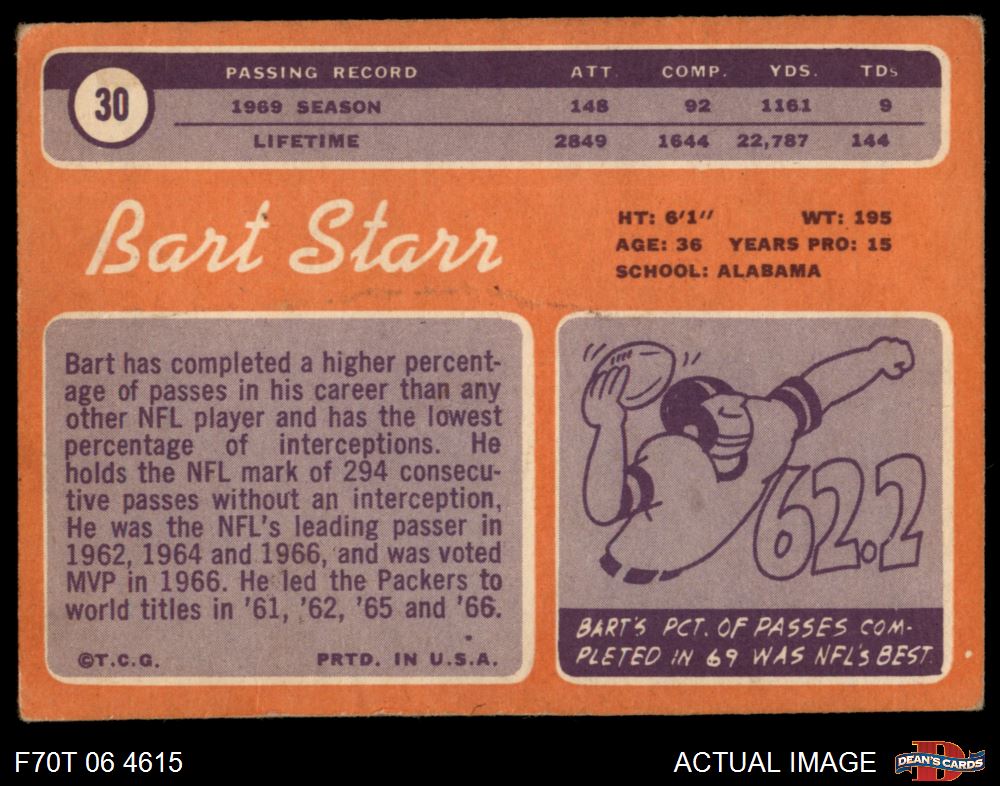 30
PASSING RECORD ATT. COMP. YDS. TDs
1969 SEASON 148 92 1161 9
LIFETIME 2849 1644 22,787 144
Bart Starr
HT: 6'1" WT: 195
AGE: 36 YEARS PRO: 15
SCHOOL: ALABAMA
Bart has completed a higher percent-
age of passes in his career than any
other NFL player and has the lowest
percentage of interceptions. He
holds the NFL mark of 294 consecu-
tive passes without an interception,
He was the NFL's leading passer in
1962, 1964 and 1966, and was voted
MVP in 1966. He led the Packers to
world titles in '61, '62, '65 and '66.
©T.C.G. PRTD. IN U.S.A.
62.2
BART'S PCT. OF PASSES COM-
PLETED IN 69 WAS NFL'S BEST
F70T 06 4615
ACTUAL IMAGE
D
DEAN'S CARDS